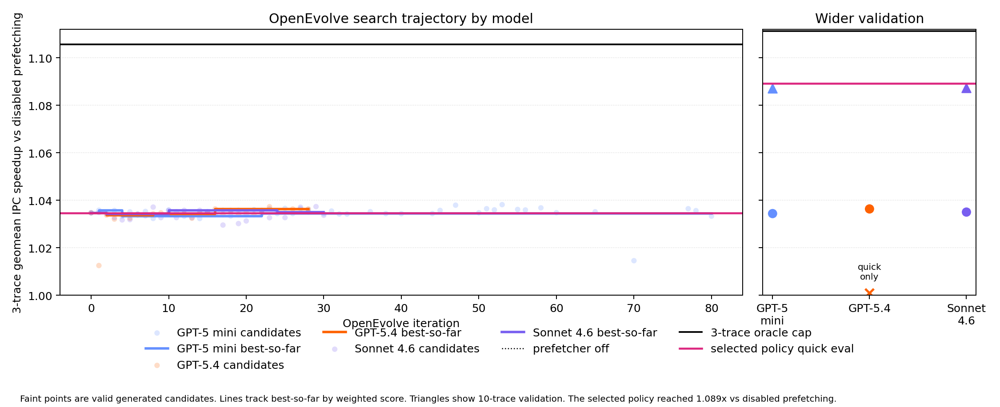 OpenEvolve search trajectory by model
Wider validation
3-trace geomean IPC speedup vs disabled prefetching
1.10
1.08
1.06
1.04
1.02
1.00
0
10
20
30
40
50
60
70
80
OpenEvolve iteration
quick
only
GPT-5
mini
GPT-5.4
Sonnet
4.6
GPT-5 mini candidates
GPT-5 mini best-so-far
GPT-5.4 candidates
GPT-5.4 best-so-far
Sonnet 4.6 candidates
Sonnet 4.6 best-so-far
prefetcher off
3-trace oracle cap
selected policy quick eval
Faint points are valid generated candidates. Lines track best-so-far by weighted score. Triangles show 10-trace validation. The selected policy reached 1.089x vs disabled prefetching.